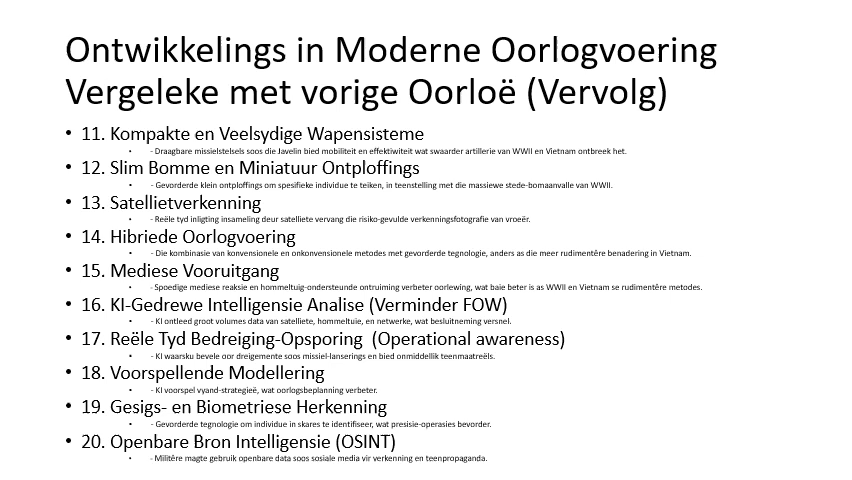 Ontwikkelings in Moderne Oorlogvoering
Vergeleke met vorige Oorloë (Vervolg)
• 11. Kompakte en Veelsydige Wapensisteme
• - Draagbare missielstelsels soos die Javelin bied mobiliteit en effektiwiteit wat swaarder artillerie van WWII en Vietnam ontbreek het.
• 12. Slim Bomme en Miniatuur Ontploffings
• - Gevorderde klein ontploffings om spesifieke individue te teiken, in teenstelling met die massiewe stede-bomaanvalle van WWII.
• 13. Satellietverkenning
• - Reële tyd inligting insameling deur satelliete vervang die risiko-gevulde verkenningsfotografie van vroeër.
• 14. Hibriede Oorlogvoering
• - Die kombinasie van konvensionele en onkonvensionele metodes met gevorderde tegnologie, anders as die meer rudimentêre benadering in Vietnam.
• 15. Mediese Vooruitgang
• - Spoedige mediese reaksie en hommeltuig-ondersteunde ontruiming verbeter oorlewing, wat baie beter is as WWII en Vietnam se rudimentêre metodes.
• 16. KI-Gedrewe Intelligensie Analise (Verminder FOW)
• - KI ontleed groot volumes data van satelliete, hommeltuie, en netwerke, wat besluitneming versnel.
• 17. Reële Tyd Bedreiging-Opsporing (Operational awareness)
• - KI waarsku bevele oor dreigemente soos missiel-lanserings en bied onmiddellik teenmaatreëls.
• 18. Voorspellende Modellering
• - KI voorspel vyand-strategieë, wat oorlogsbeplanning verbeter.
• 19. Gesigs- en Biometriese Herkenning
• - Gevorderde tegnologie om individue in skares te identifiseer, wat presisie-operasies bevorder.
• 20. Openbare Bron Intelligensie (OSINT)
• - Militêre magte gebruik openbare data soos sosiale media vir verkenning en teenpropaganda.